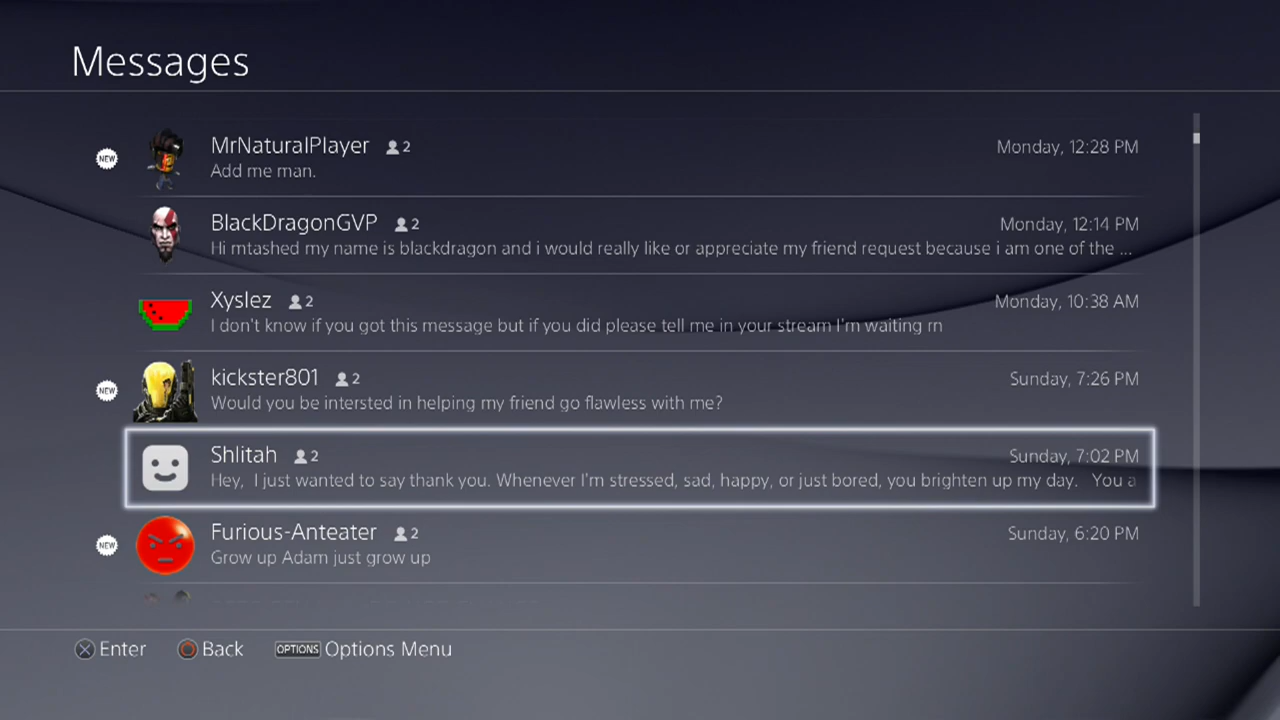 Messages
NEW
MrNaturalPlayer 2
Monday, 12:28 PM
Add me man.
BlackDragonGVP 2
Monday, 12:14 PM
Hi mtashed my name is blackdragon and i would really like or appreciate my friend request because i am one of the ...
Xyslez 2
Monday, 10:38 AM
I don't know if you got this message but if you did please tell me in your stream I'm waiting rn
NEW
kickster801 2
Sunday, 7:26 PM
Would you be intersted in helping my friend go flawless with me?
Shlitah 2
Sunday, 7:02 PM
Hey, I just wanted to say thank you. Whenever I'm stressed, sad, happy, or just bored, you brighten up my day. You a
NEW
Furious-Anteater 2
Sunday, 6:20 PM
Grow up Adam just grow up
Enter Back OPTIONS Options Menu